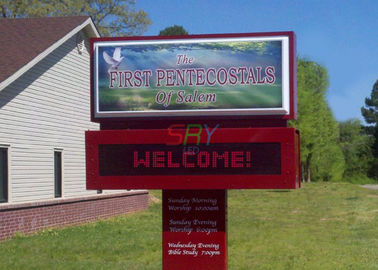 The
FIRST PENTECOSTALS
Of Salem
SRY
LED
WELCOME!
Sunday Morning
Worship 10:00am
Sunday Evening
Worship 6:00pm
Wednesday Evening
Bible Study 7:00pm